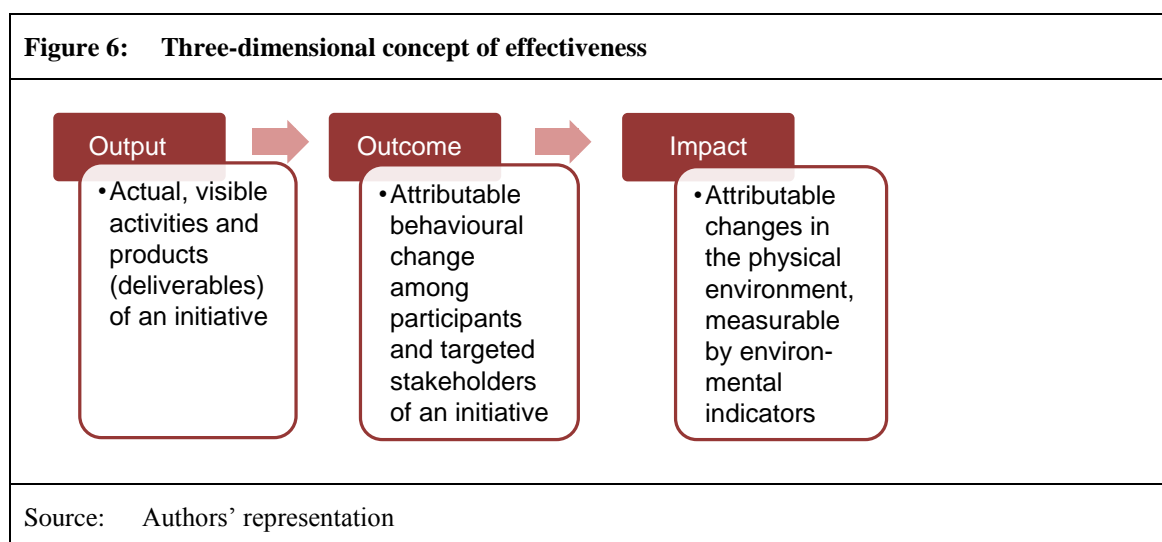 Figure 6: Three-dimensional concept of effectiveness
Output
•Actual, visible
activities and
products
(deliverables)
of an initiative
Outcome
•Attributable
behavioural
change
among
participants
and targeted
stakeholders
of an initiative
Impact
•Attributable
changes in
the physical
environment,
measurable
by environ-
mental
indicators
Source: Authors’ representation